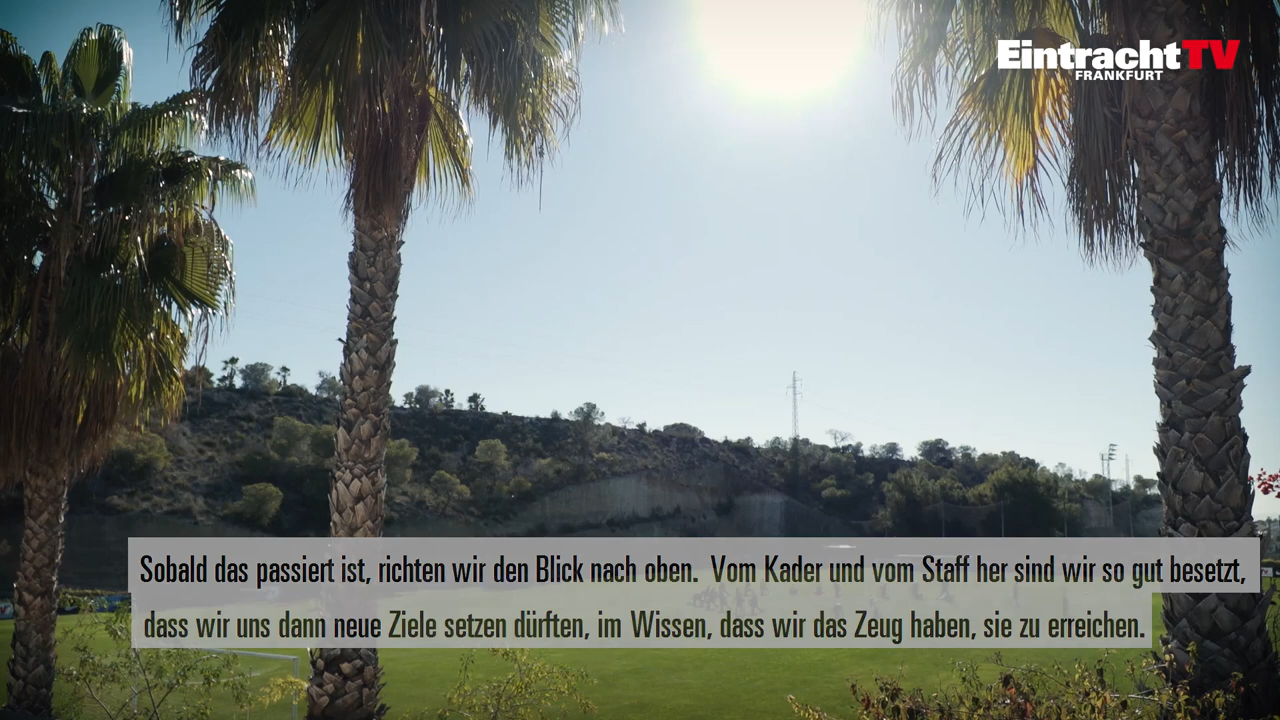 EintrachtTV
FRANKFURT
Sobald das passiert ist, richten wir den Blick nach oben. Vom Kader und vom Staff her sind wir so gut besetzt,
dass wir uns dann neue Ziele setzen dürften, im Wissen, dass wir das Zeug haben, sie zu erreichen.